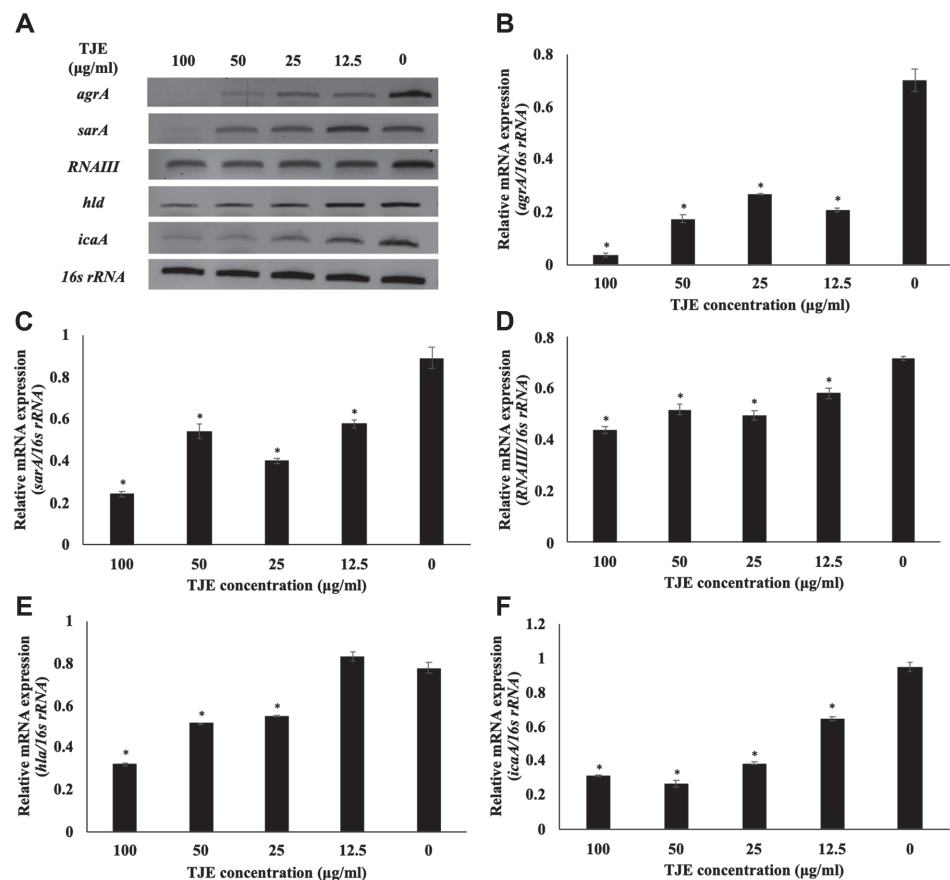 A
TJE
(µg/ml)
100 50 25 12.5 0
agrA
sarA
RNAIII
hld
icaA
16s rRNA
B
Relative mRNA expression
(agrA/16s rRNA)
0.8
0.6
0.4
0.2
0
* * * *
100 50 25 12.5 0
TJE concentration (µg/ml)
C
Relative mRNA expression
(sarA/16s rRNA)
1
0.8
0.6
0.4
0.2
0
* * * *
100 50 25 12.5 0
TJE concentration (µg/ml)
D
Relative mRNA expression
(RNAIII/16s rRNA)
0.8
0.6
0.4
0.2
0
* * * *
100 50 25 12.5 0
TJE concentration (µg/ml)
E
Relative mRNA expression
(hla/16s rRNA)
1
0.8
0.6
0.4
0.2
0
* * *
100 50 25 12.5 0
TJE concentration (µg/ml)
F
Relative mRNA expression
(icaA/16s rRNA)
1.2
1
0.8
0.6
0.4
0.2
0
* * * *
100 50 25 12.5 0
TJE concentration (µg/ml)